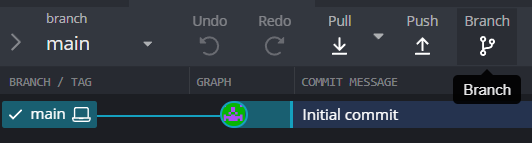 branch
main
Undo
Redo
Pull
Push
Branch
BRANCH / TAG
GRAPH
COMMIT MESSAGE
Branch
main
Initial commit